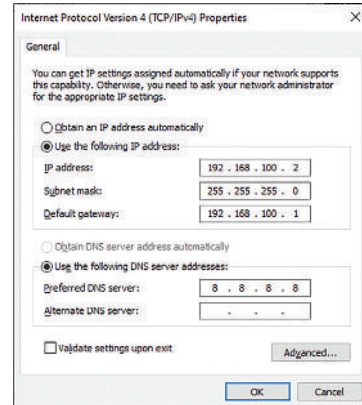 Internet Protocol Version 4 (TCP/IPv4) Properties
General
You can get IP settings assigned automatically if your network supports
this capability. Otherwise, you need to ask your network administrator
for the appropriate IP settings.
Obtain an IP address automatically
Use the following IP address:
IP address: 192 . 168 . 100 . 2
Subnet mask: 255 . 255 . 255 . 0
Default gateway: 192 . 168 . 100 . 1
Obtain DNS server address automatically
Use the following DNS server addresses:
Preferred DNS server: 8 . 8 . 8 . 8
Alternate DNS server: . . .
Validate settings upon exit
Advanced...
OK Cancel